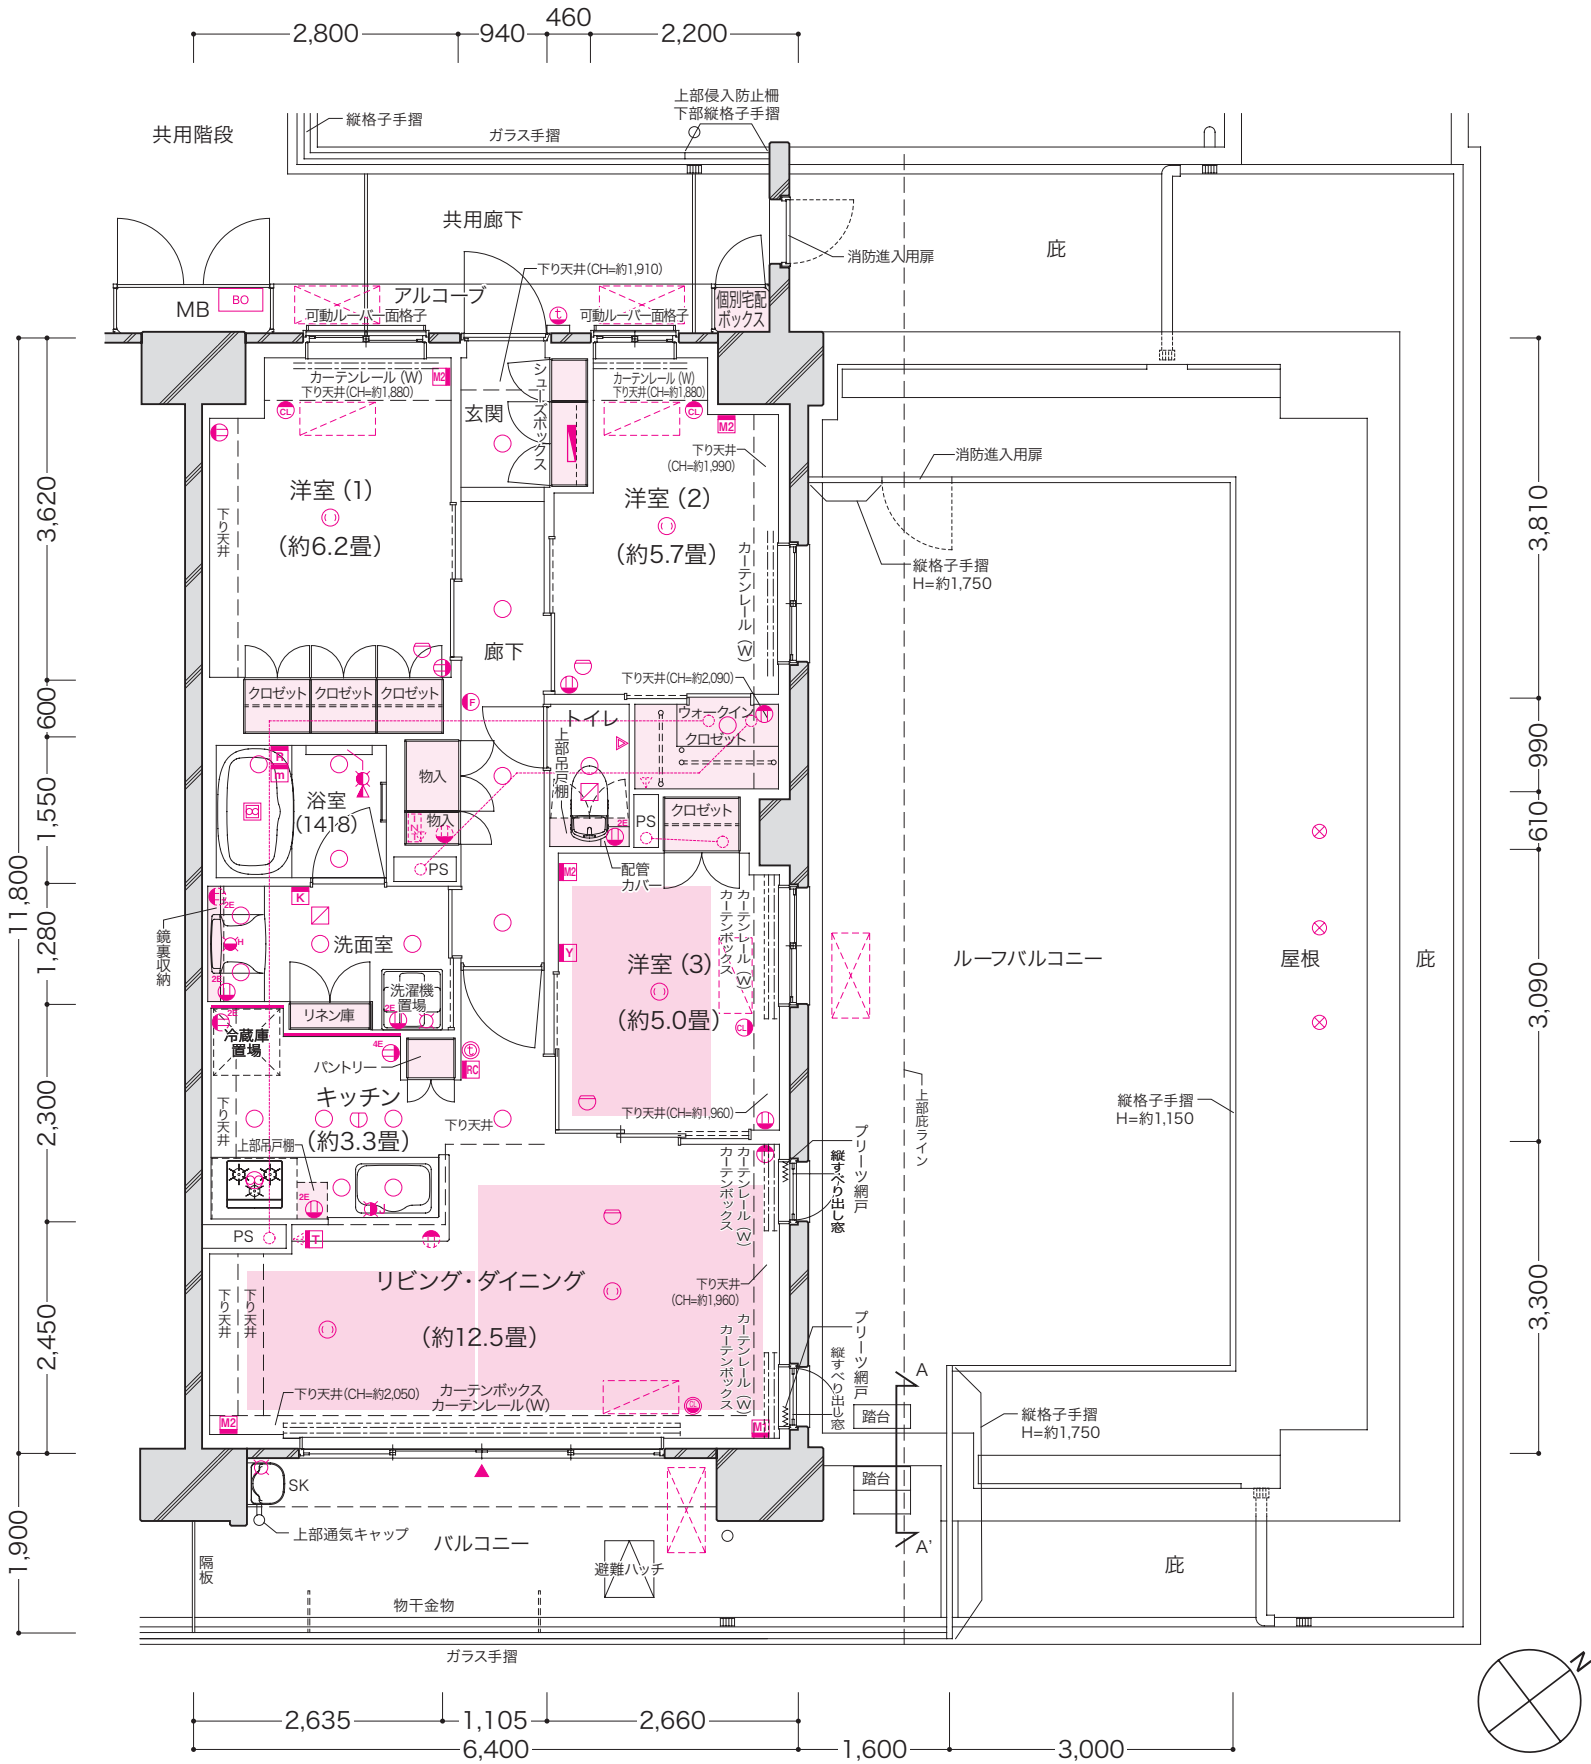 2,800
940
460
2,200
共用階段
縦格子手摺
ガラス手摺
上部侵入防止柵
下部縦格子手摺
共用廊下
消防進入用扉
庇
下り天井(CH=約1,910)
MB
BO
アルコーブ
可動ルーバー面格子
t
可動ルーバー面格子
個別宅配
ボックス
カーテンレール (W)
下り天井(CH=約1,880)
M2
CL
玄関
シューズボックス
カーテンレール (W)
下り天井(CH=約1,880)
CL
M2
下り天井
(CH=約1,990)
洋室 (1)
(約6.2畳)
下り天井
洋室 (2)
(約5.7畳)
カーテンレール (W)
消防進入用扉
縦格子手摺
H=約1,750
廊下
下り天井(CH=約2,090)
クロゼット
クロゼット
クロゼット
F
トイレ
上部吊戸棚
ウォークイン
クロゼット
R
m
浴室
(1418)
物入
物入
PS
2E
PS
クロゼット
配管
カバー
M2
2E
K
H
洗面室
鏡裏収納
2E
リネン庫
洗濯機
置場
2E
Y
洋室 (3)
(約5.0畳)
カーテンレール (W)
カーテンボックス
CL
ルーフバルコニー
屋根
庇
2E
冷蔵庫
置場
4E
パントリー
t
RC
キッチン
(約3.3畳)
下り天井
下り天井
上部吊戸棚
2E
下り天井(CH=約1,960)
上部庇ライン
縦格子手摺
H=約1,150
プリーツ網戸
縦すべり出し窓
カーテンレール (W)
カーテンボックス
PS
T
リビング・ダイニング
(約12.5畳)
下り天井
下り天井
下り天井
(CH=約1,960)
カーテンレール (W)
カーテンボックス
プリーツ網戸
縦すべり出し窓
下り天井(CH=約2,050)
カーテンボックス
カーテンレール(W)
M2
A
踏台
縦格子手摺
H=約1,750
踏台
A'
SK
上部通気キャップ
バルコニー
避難ハッチ
隔板
物干金物
庇
ガラス手摺
N
11,800
3,620
600
1,550
1,280
2,300
2,450
1,900
3,810
990
610
3,090
3,300
2,635
1,105
2,660
6,400
1,600
3,000